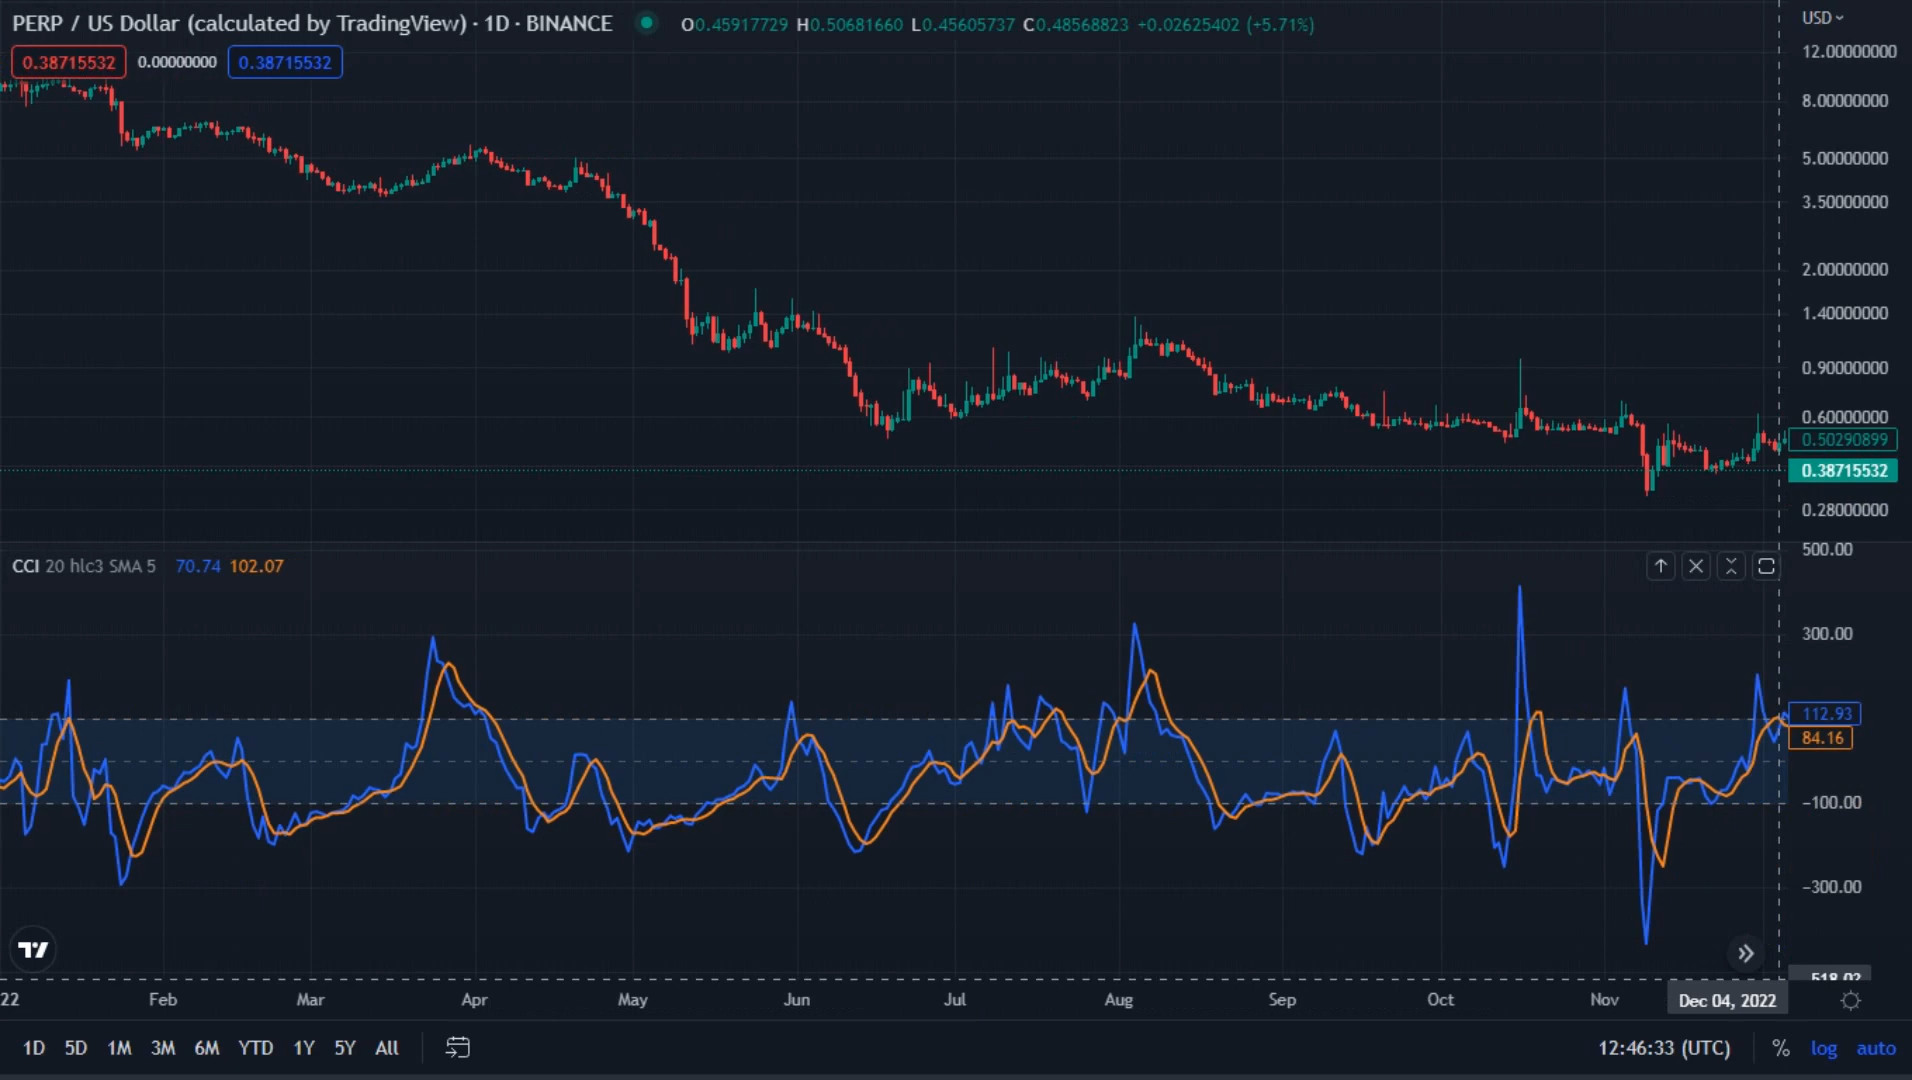 PERP / US Dollar (calculated by TradingView) · 1D · BINANCE O0.45917729 H0.50681660 L0.45605737 C0.48568823 +0.02625402 (+5.71%)
USD
0.38715532 0.00000000 0.38715532
12.00000000
8.00000000
5.00000000
3.50000000
2.00000000
1.40000000
0.90000000
0.60000000
0.50290899
0.38715532
0.28000000
500.00
CCI 20 hlc3 SMA 5 70.74 102.07
300.00
112.93
84.16
−100.00
−300.00
22 Feb Mar Apr May Jun Jul Aug Sep Oct Nov Dec 04, 2022
1D 5D 1M 3M 6M YTD 1Y 5Y All 12:46:33 (UTC) % log auto